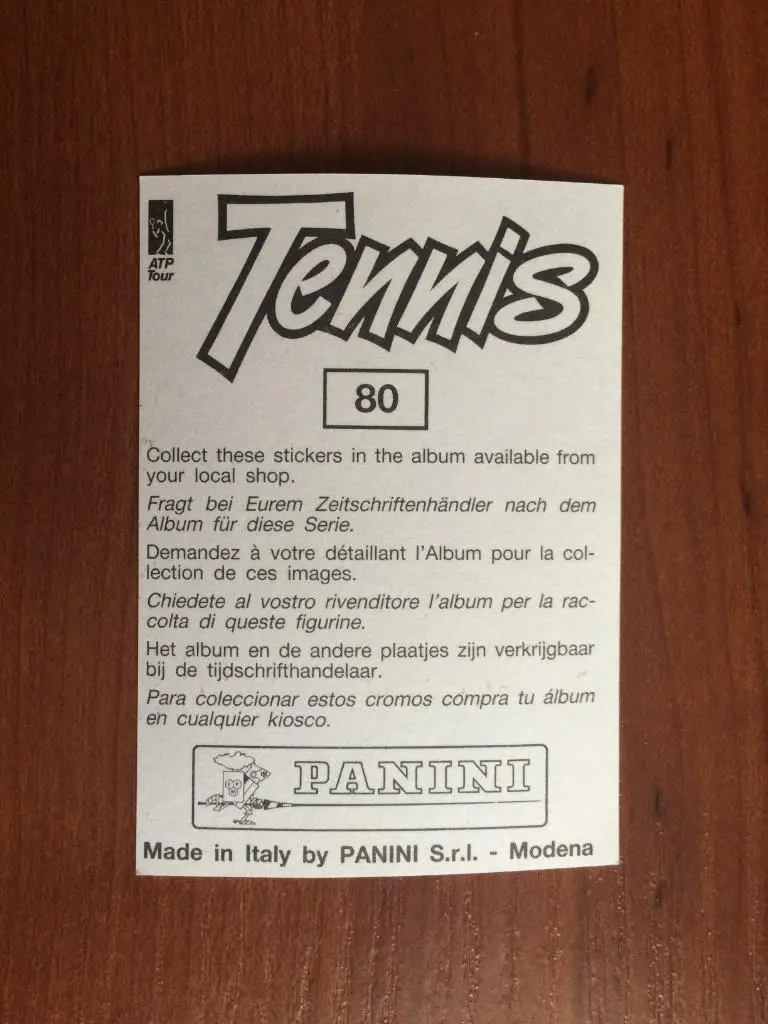 ATP
Tour
Tennis
80
Collect these stickers in the album available from
your local shop.
Fragt bei Eurem Zeitschriftenhändler nach dem
Album für diese Serie.
Demandez à votre détaillant l'Album pour la col-
lection de ces images.
Chiedete al vostro rivenditore l'album per la rac-
colta di queste figurine.
Het album en de andere plaatjes zijn verkrijgbaar
bij de tijdschrifthandelaar.
Para coleccionar estos cromos compra tu álbum
en cualquier kiosco.
PANINI
Made in Italy by PANINI S.r.l. - Modena